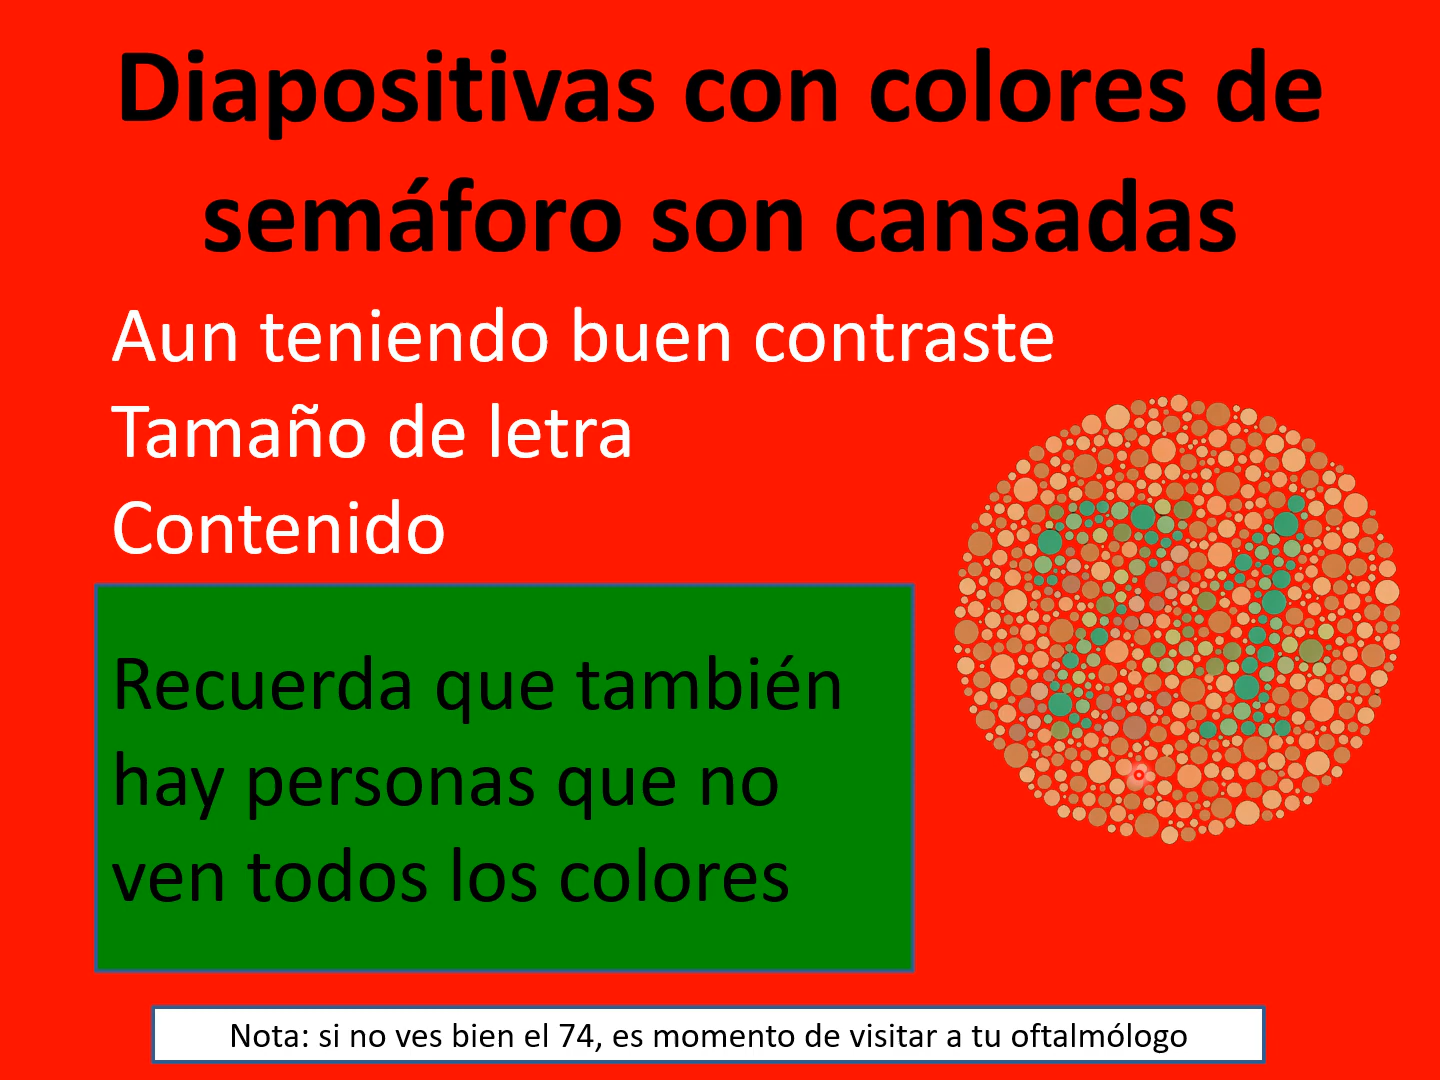 Diapositivas con colores de
semáforo son cansadas
Aun teniendo buen contraste
Tamaño de letra
Contenido
Recuerda que también
hay personas que no
ven todos los colores
74
Nota: si no ves bien el 74, es momento de visitar a tu oftalmólogo